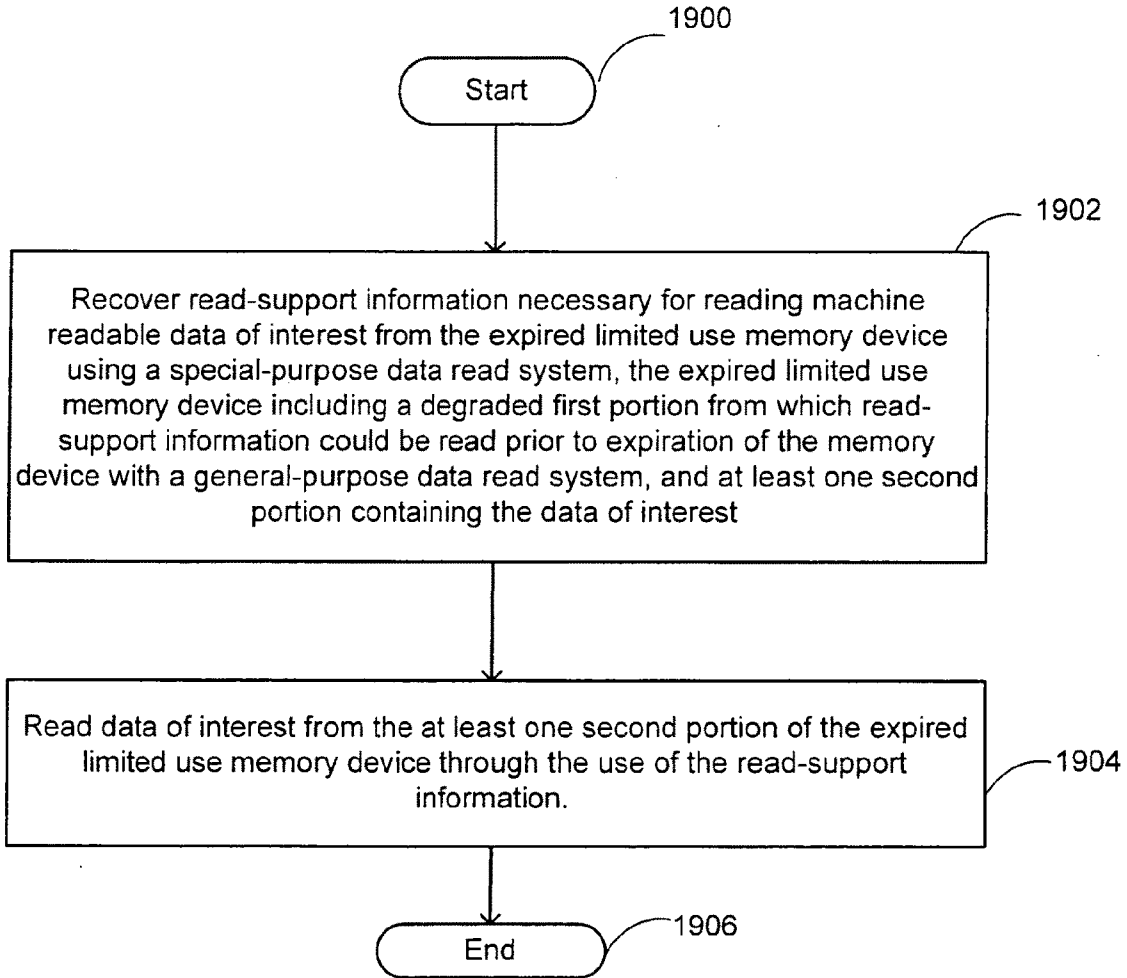 1900
Start
1902
Recover read-support information necessary for reading machine
readable data of interest from the expired limited use memory device
using a special-purpose data read system, the expired limited use
memory device including a degraded first portion from which read-
support information could be read prior to expiration of the memory
device with a general-purpose data read system, and at least one second
portion containing the data of interest
Read data of interest from the at least one second portion of the expired
limited use memory device through the use of the read-support
information.
1904
1906
End